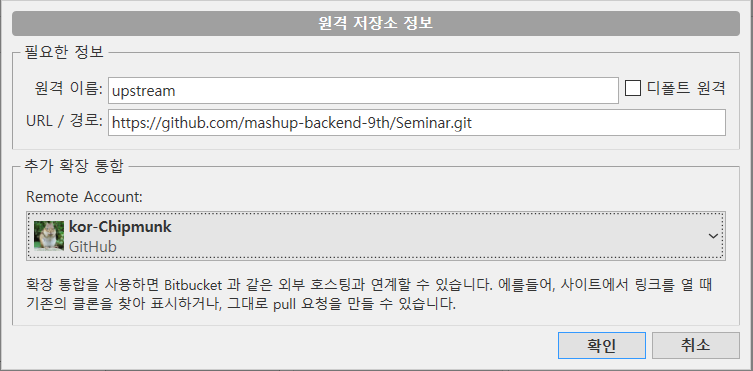 원격 저장소 정보
필요한 정보
원격 이름: upstream 디폴트 원격
URL / 경로: https://github.com/mashup-backend-9th/Seminar.git
추가 확장 통합
Remote Account:
kor-Chipmunk
GitHub
확장 통합을 사용하면 Bitbucket 과 같은 외부 호스팅과 연계할 수 있습니다. 에를들어, 사이트에서 링크를 열 때
기존의 클론을 찾아 표시하거나, 그대로 pull 요청을 만들 수 있습니다.
확인 취소